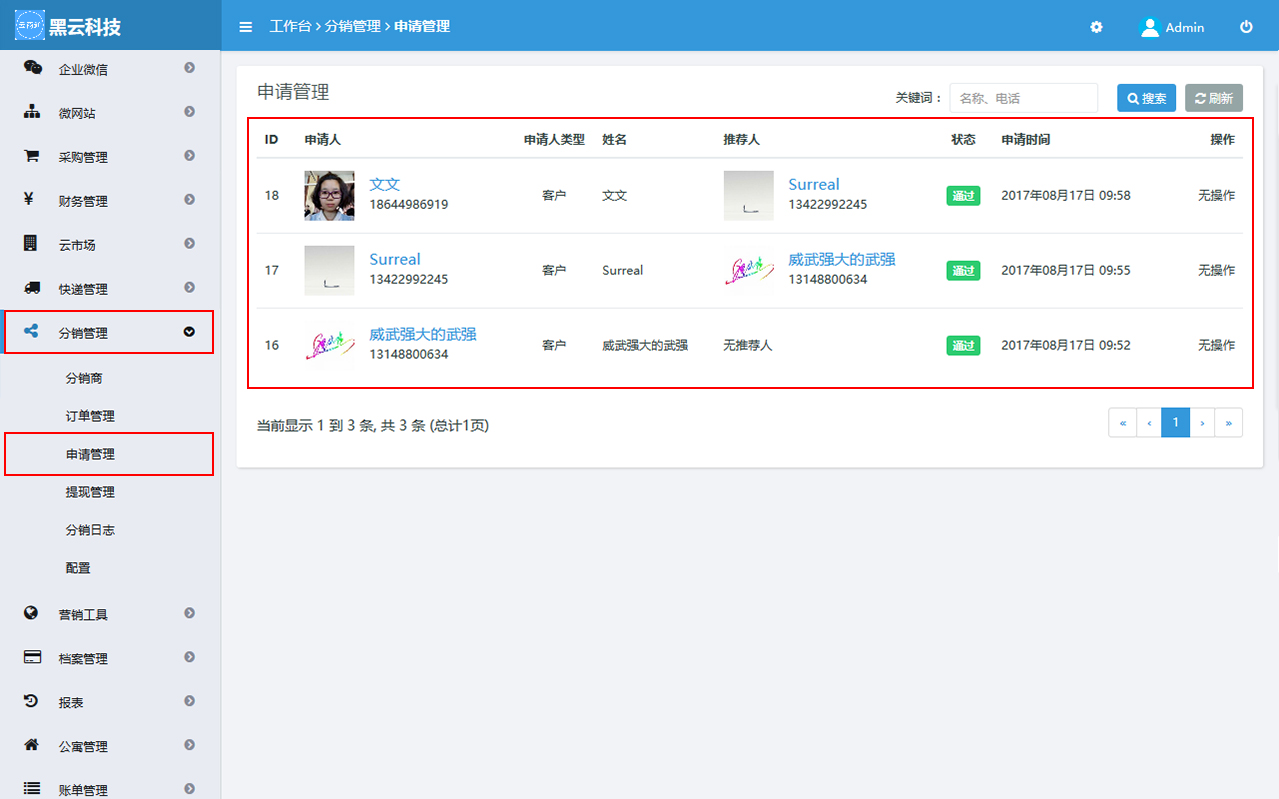 黑云科技
工作台 > 分销管理 > 申请管理
Admin
企业微信
微网站
采购管理
¥ 财务管理
云市场
快递管理
分销管理
分销商
订单管理
申请管理
提现管理
分销日志
配置
营销工具
档案管理
报表
公寓管理
账单管理
申请管理
关键词： 名称、电话 搜索 刷新
ID 申请人 申请人类型 姓名 推荐人 状态 申请时间 操作
18 文文 18644986919 客户 文文 Surreal 13422992245 通过 2017年08月17日 09:58 无操作
17 Surreal 13422992245 客户 Surreal 威武强大的武强 13148800634 通过 2017年08月17日 09:55 无操作
16 威武强大的武强 13148800634 客户 威武强大的武强 无推荐人 通过 2017年08月17日 09:52 无操作
当前显示 1 到 3 条, 共 3 条 (总计1页)
« ‹ 1 › »